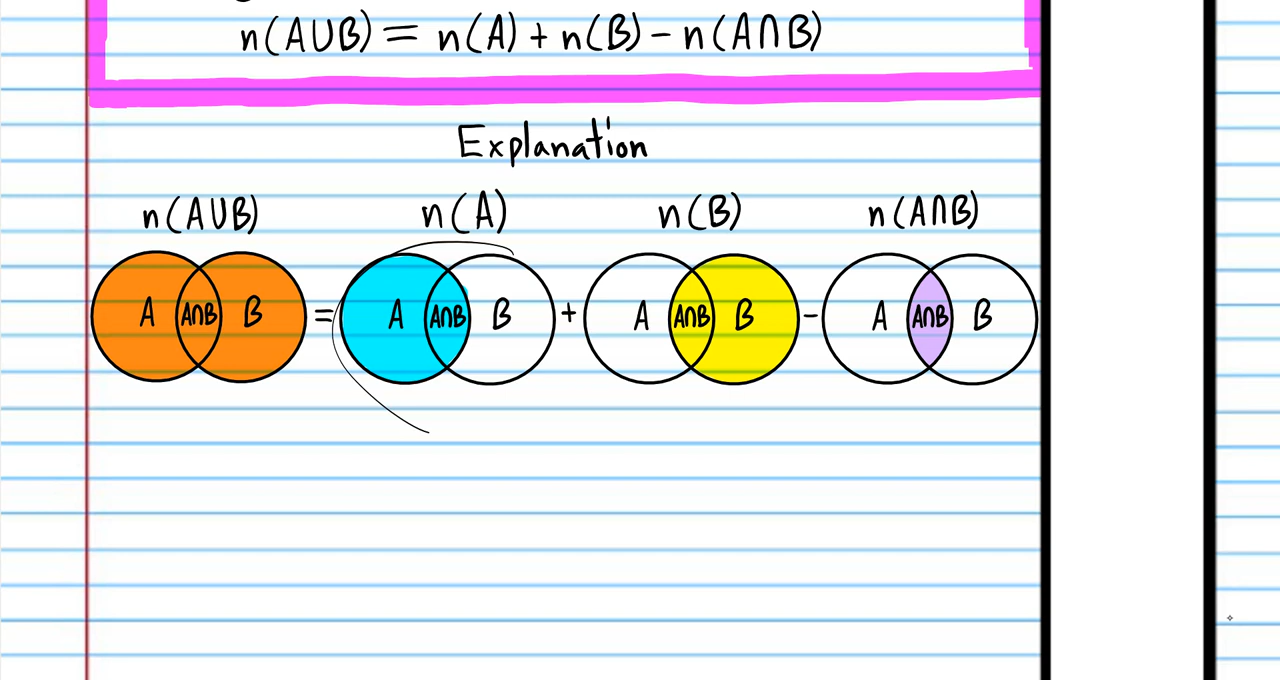 n(A∪B) = n(A) + n(B) - n(A∩B)
Explanation
n(A∪B) n(A) n(B) n(A∩B)
A A∩B B = A A∩B B + A A∩B B - A A∩B B